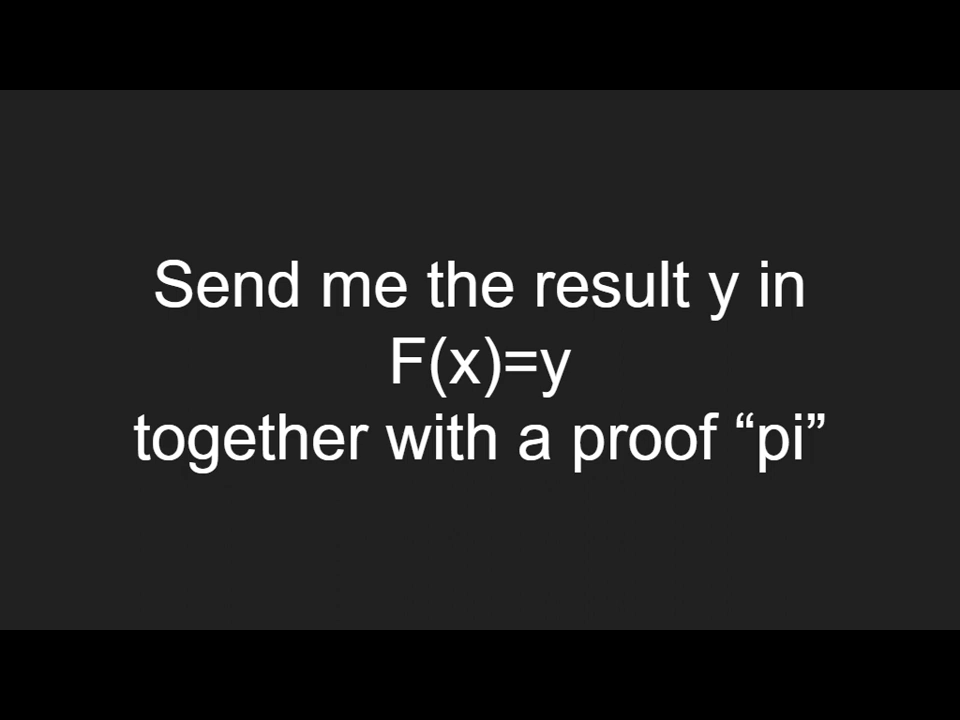 Send me the result y in
F(x)=y
together with a proof “pi”